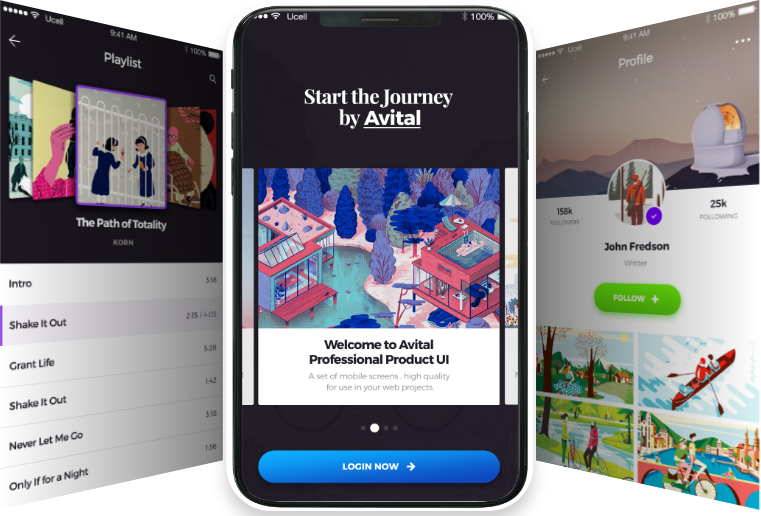 Ucell
9:41 AM
100%
Playlist
The Path of Totality
KORN
Intro
3:18
Shake It Out
2:15 / 4:05
Grant Life
5:28
Shake It Out
1:42
Never Let Me Go
3:18
Only If for a Night
1:56
Ucell
100%
Start the Journey
by Avital
Welcome to Avital
Professional Product UI
A set of mobile screens, high quality
for use in your web projects.
LOGIN NOW
Ucell
9:41 AM
100%
Profile
158k
FOLLOWERS
25k
FOLLOWING
John Fredson
Writter
FOLLOW +